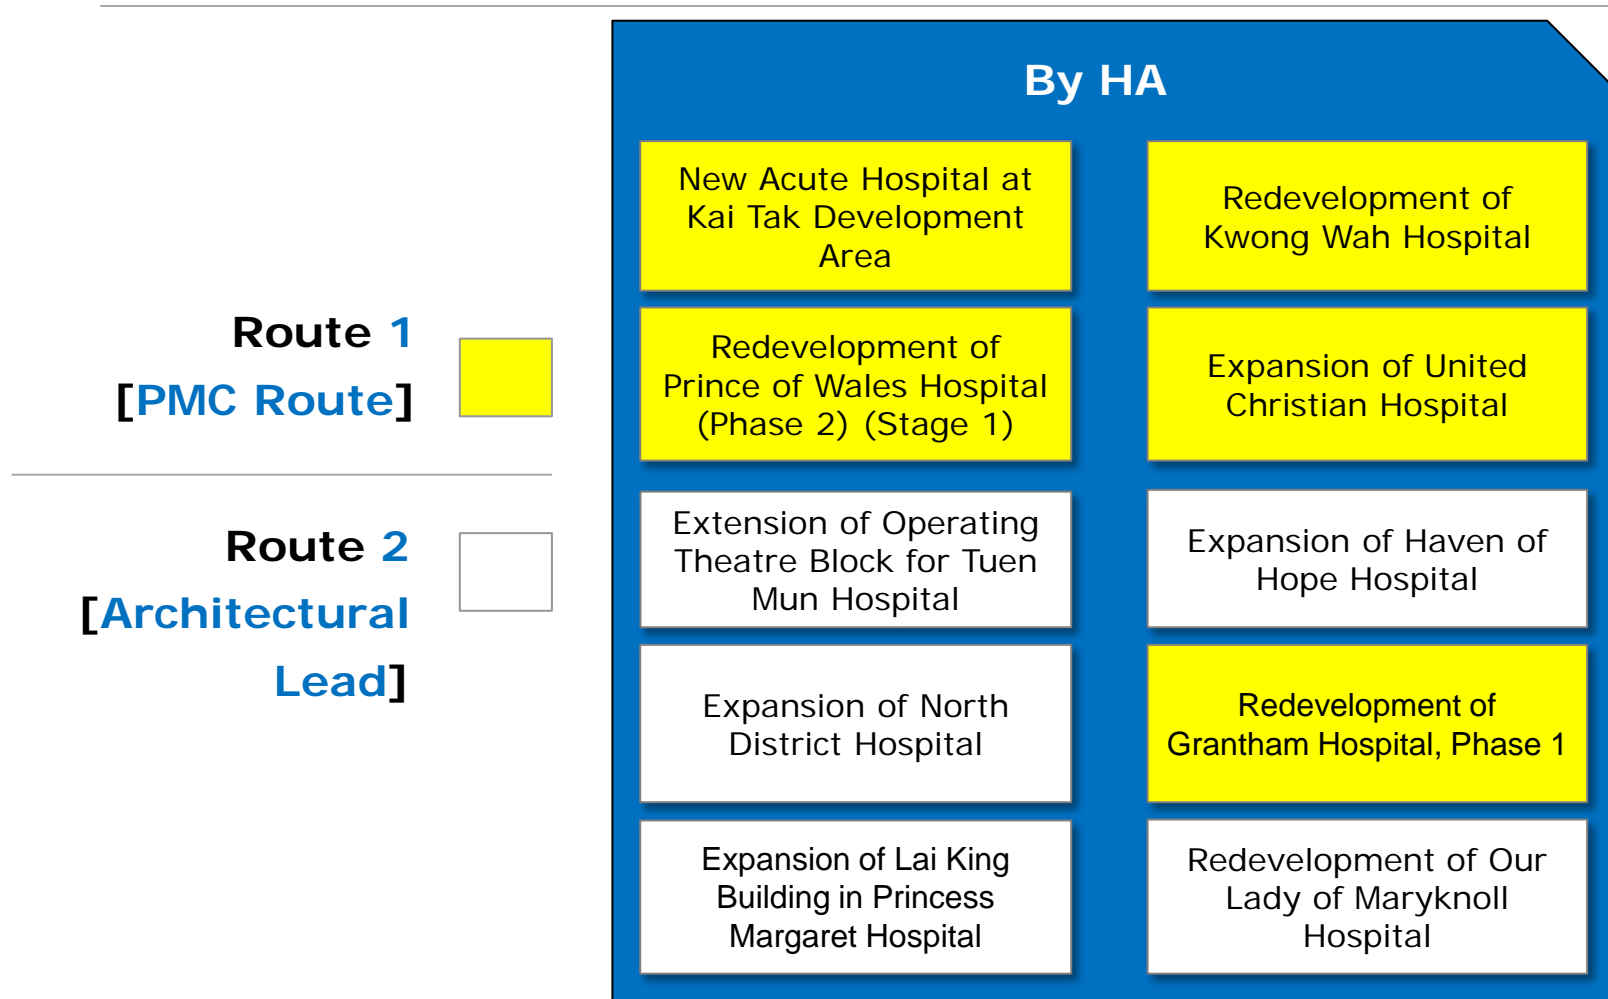 By HA
Route 1
[PMC Route]
Route 2
[Architectural
Lead]
New Acute Hospital at
Kai Tak Development
Area
Redevelopment of
Kwong Wah Hospital
Redevelopment of
Prince of Wales Hospital
(Phase 2) (Stage 1)
Expansion of United
Christian Hospital
Extension of Operating
Theatre Block for Tuen
Mun Hospital
Expansion of Haven of
Hope Hospital
Expansion of North
District Hospital
Redevelopment of
Grantham Hospital, Phase 1
Expansion of Lai King
Building in Princess
Margaret Hospital
Redevelopment of Our
Lady of Maryknoll
Hospital